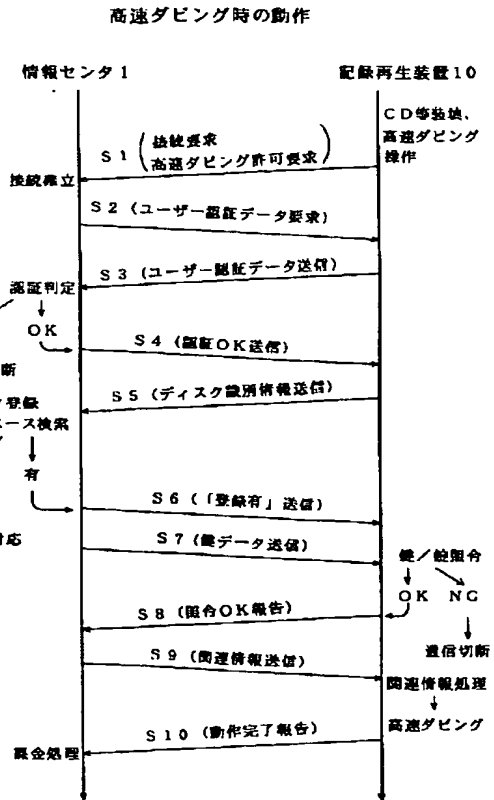 高速ダビング時の動作
情報センタ1
記録再生装置10
CD等装填、
高速ダビング
操作
S1
接続要求
高速ダビング許可要求
接続確立
S2 (ユーザー認証データ要求)
S3 (ユーザー認証データ送信)
認証判定
OK
S4 (認証OK送信)
断
S5 (ディスク識別情報送信)
登録
ース検索
有
S6 (「登録有」送信)
S7 (鍵データ送信)
応
鍵/錠照合
OK NG
S8 (照合OK報告)
通信切断
S9 (関連情報送信)
関連情報処理
高速ダビング
S10 (動作完了報告)
課金処理